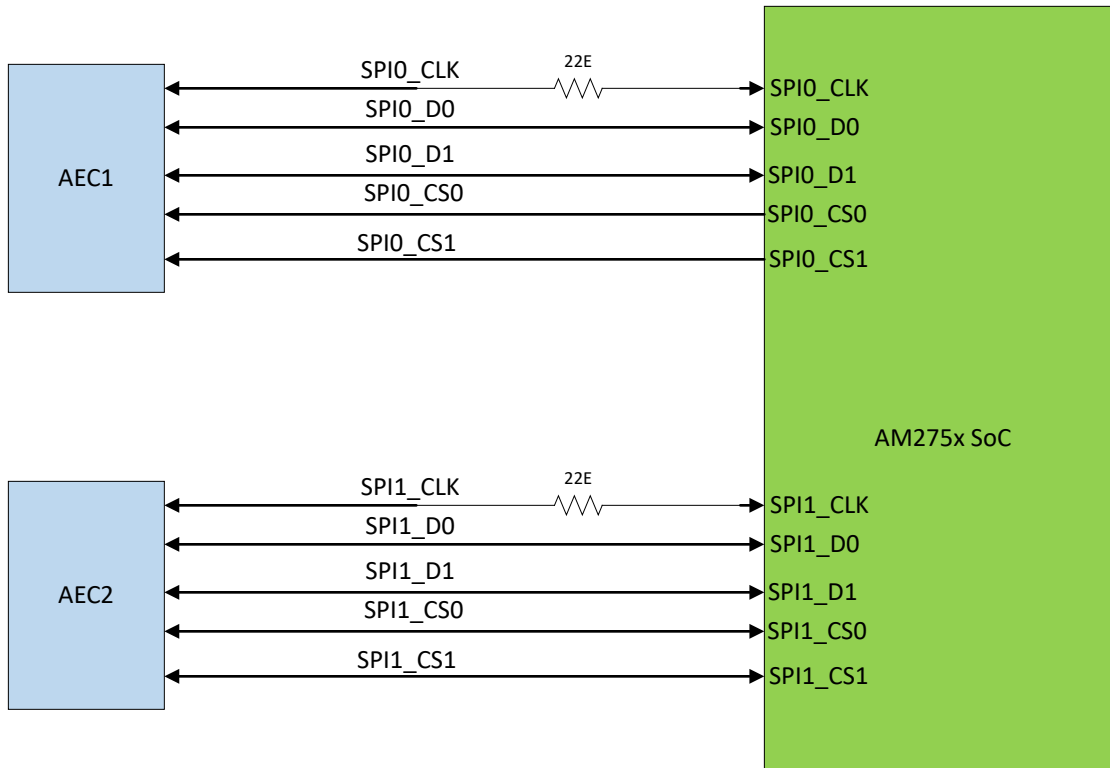 22E
SPI0_CLK
SPI0_CLK
SPI0_D0
SPI0_D0
SPI0_D1
AEC1
SPI0_D1
SPI0_CS0
SPI0_CS0
SPI0_CS1
SPI0_CS1
AM275x SoC
22E
SPI1_CLK
SPI1_CLK
SPI1_D0
SPI1_D0
SPI1_D1
AEC2
SPI1_D1
SPI1_CS0
SPI1_CS0
SPI1_CS1
SPI1_CS1